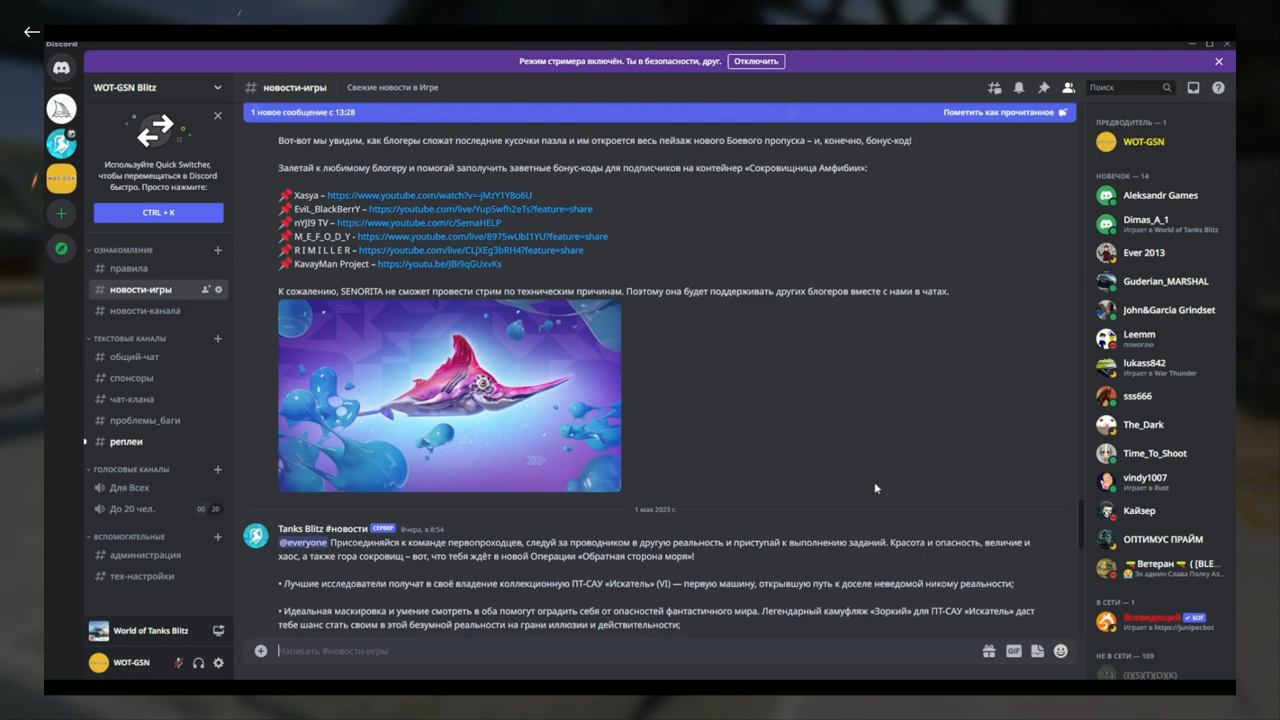 Discord
Режим стримера включён. Ты в безопасности, друг.
Отключить
WOT-GSN Blitz
новости-игры
Свежие новости в Игре
Поиск
1 новое сообщение с 13:28
Пометить как прочитанное
Используйте Quick Switcher,
чтобы перемещаться в Discord
быстро. Просто нажмите:
CTRL + K
ОЗНАКОМЛЕНИЕ
правила
новости-игры
новости-канала
ТЕКСТОВЫЕ КАНАЛЫ
общий-чат
спонсоры
чат-клана
проблемы_баги
реплеи
ГОЛОСОВЫЕ КАНАЛЫ
Для Всех
До 20 чел.
00 20
ВСПОМОГАТЕЛЬНЫЕ
администрация
тех-настройки
World of Tanks Blitz
WOT-GSN
Вот-вот мы увидим, как блогеры сложат последние кусочки пазла и им откроется весь пейзаж нового Боевого пропуска – и, конечно, бонус-код!
Залетай к любимому блогеру и помогай заполучить заветные бонус-коды для подписчиков на контейнер «Сокровищница Амфибии»:
Xasya – https://www.youtube.com/watch?v=-jMzY1Y8o6U
EviL_BlackBerrY – https://youtube.com/live/Yup5wfh2eTs?feature=share
nYJI9 TV – https://www.youtube.com/c/SemaHELP
M_E_F_O_D_Y - https://www.youtube.com/live/8975wUbI1YU?feature=share
R I M I L L E R – https://youtube.com/live/CLjXEg3bRH4?feature=share
KavayMan Project – https://youtu.be/JBi9qGUxvKs
К сожалению, SENORITA не сможет провести стрим по техническим причинам. Поэтому она будет поддерживать других блогеров вместе с нами в чатах.
1 мая 2023 г.
Tanks Blitz #новости СЕРВЕР Вчера, в 8:54
@everyone Присоединяйся к команде первопроходцев, следуй за проводником в другую реальность и приступай к выполнению заданий. Красота и опасность, величие и
хаос, а также гора сокровищ – вот, что тебя ждёт в новой Операции «Обратная сторона моря»!
• Лучшие исследователи получат в своё владение коллекционную ПТ-САУ «Искатель» (VI) — первую машину, открывшую путь к доселе неведомой никому реальности;
• Идеальная маскировка и умение смотреть в оба помогут оградить себя от опасностей фантастичного мира. Легендарный камуфляж «Зоркий» для ПТ-САУ «Искатель» даст
тебе шанс стать своим в этой безумной реальности на грани иллюзии и действительности;
Написать #новости-игры
GIF
ПРЕДВОДИТЕЛЬ — 1
WOT-GSN
НОВЕЧОК — 14
Aleksandr Games
Dimas_A_1
Играет в World of Tanks Blitz
Ever 2013
Guderian_MARSHAL
John&Garcia Grindset
Leemm
помогаю
lukass842
Играет в War Thunder
sss666
The_Dark
Time_To_Shoot
vindy1007
Играет в Rust
Кайзер
ОПТИМУС ПРАЙМ
Ветеран ( [BLE...
Эх админ Слава Полку Аз...
В СЕТИ — 1
Всевидящий БОТ
Играет в https://juniper.bot
НЕ В СЕТИ — 109
(I)(S)(T)(O)(K)